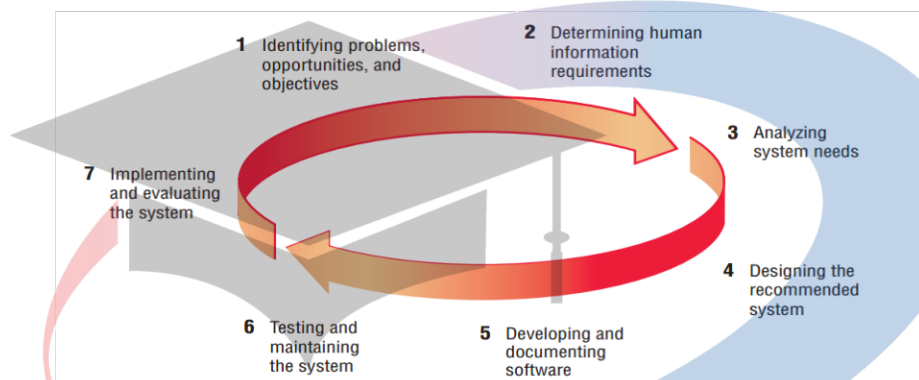 1 Identifying problems,
opportunities, and
objectives
2 Determining human
information
requirements
3 Analyzing
system needs
4 Designing the
recommended
system
5 Developing and
documenting
software
6 Testing and
maintaining
the system
7 Implementing
and evaluating
the system